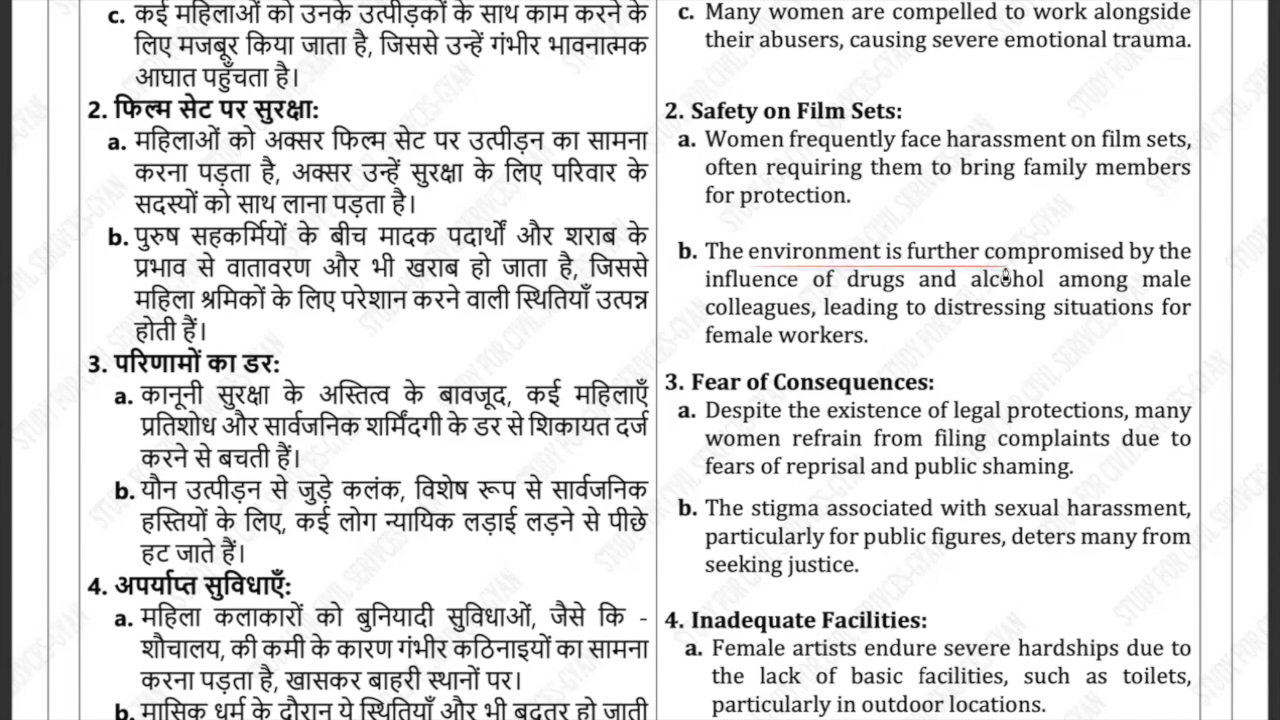 c. कई महिलाओं को उनके उत्पीड़कों के साथ काम करने के
लिए मजबूर किया जाता है, जिससे उन्हें गंभीर भावनात्मक
आघात पहुँचता है।
2. फिल्म सेट पर सुरक्षा:
a. महिलाओं को अक्सर फिल्म सेट पर उत्पीड़न का सामना
करना पड़ता है, अक्सर उन्हें सुरक्षा के लिए परिवार के
सदस्यों को साथ लाना पड़ता है।
b. पुरुष सहकर्मियों के बीच मादक पदार्थों और शराब के
प्रभाव से वातावरण और भी खराब हो जाता है, जिससे
महिला श्रमिकों के लिए परेशान करने वाली स्थितियाँ उत्पन्न
होती हैं।
3. परिणामों का डर:
a. कानूनी सुरक्षा के अस्तित्व के बावजूद, कई महिलाएँ
प्रतिशोध और सार्वजनिक शर्मिंदगी के डर से शिकायत दर्ज
करने से बचती हैं।
b. यौन उत्पीड़न से जुड़े कलंक, विशेष रूप से सार्वजनिक
हस्तियों के लिए, कई लोग न्यायिक लड़ाई लड़ने से पीछे
हट जाते हैं।
4. अपर्याप्त सुविधाएँ:
a. महिला कलाकारों को बुनियादी सुविधाओं, जैसे कि -
शौचालय, की कमी के कारण गंभीर कठिनाइयों का सामना
करना पड़ता है, खासकर बाहरी स्थानों पर।
b. मासिक धर्म के दौरान ये स्थितियाँ और भी बदतर हो जाती
c. Many women are compelled to work alongside
their abusers, causing severe emotional trauma.
2. Safety on Film Sets:
a. Women frequently face harassment on film sets,
often requiring them to bring family members
for protection.
b. The environment is further compromised by the
influence of drugs and alcohol among male
colleagues, leading to distressing situations for
female workers.
3. Fear of Consequences:
a. Despite the existence of legal protections, many
women refrain from filing complaints due to
fears of reprisal and public shaming.
b. The stigma associated with sexual harassment,
particularly for public figures, deters many from
seeking justice.
4. Inadequate Facilities:
a. Female artists endure severe hardships due to
the lack of basic facilities, such as toilets,
particularly in outdoor locations.